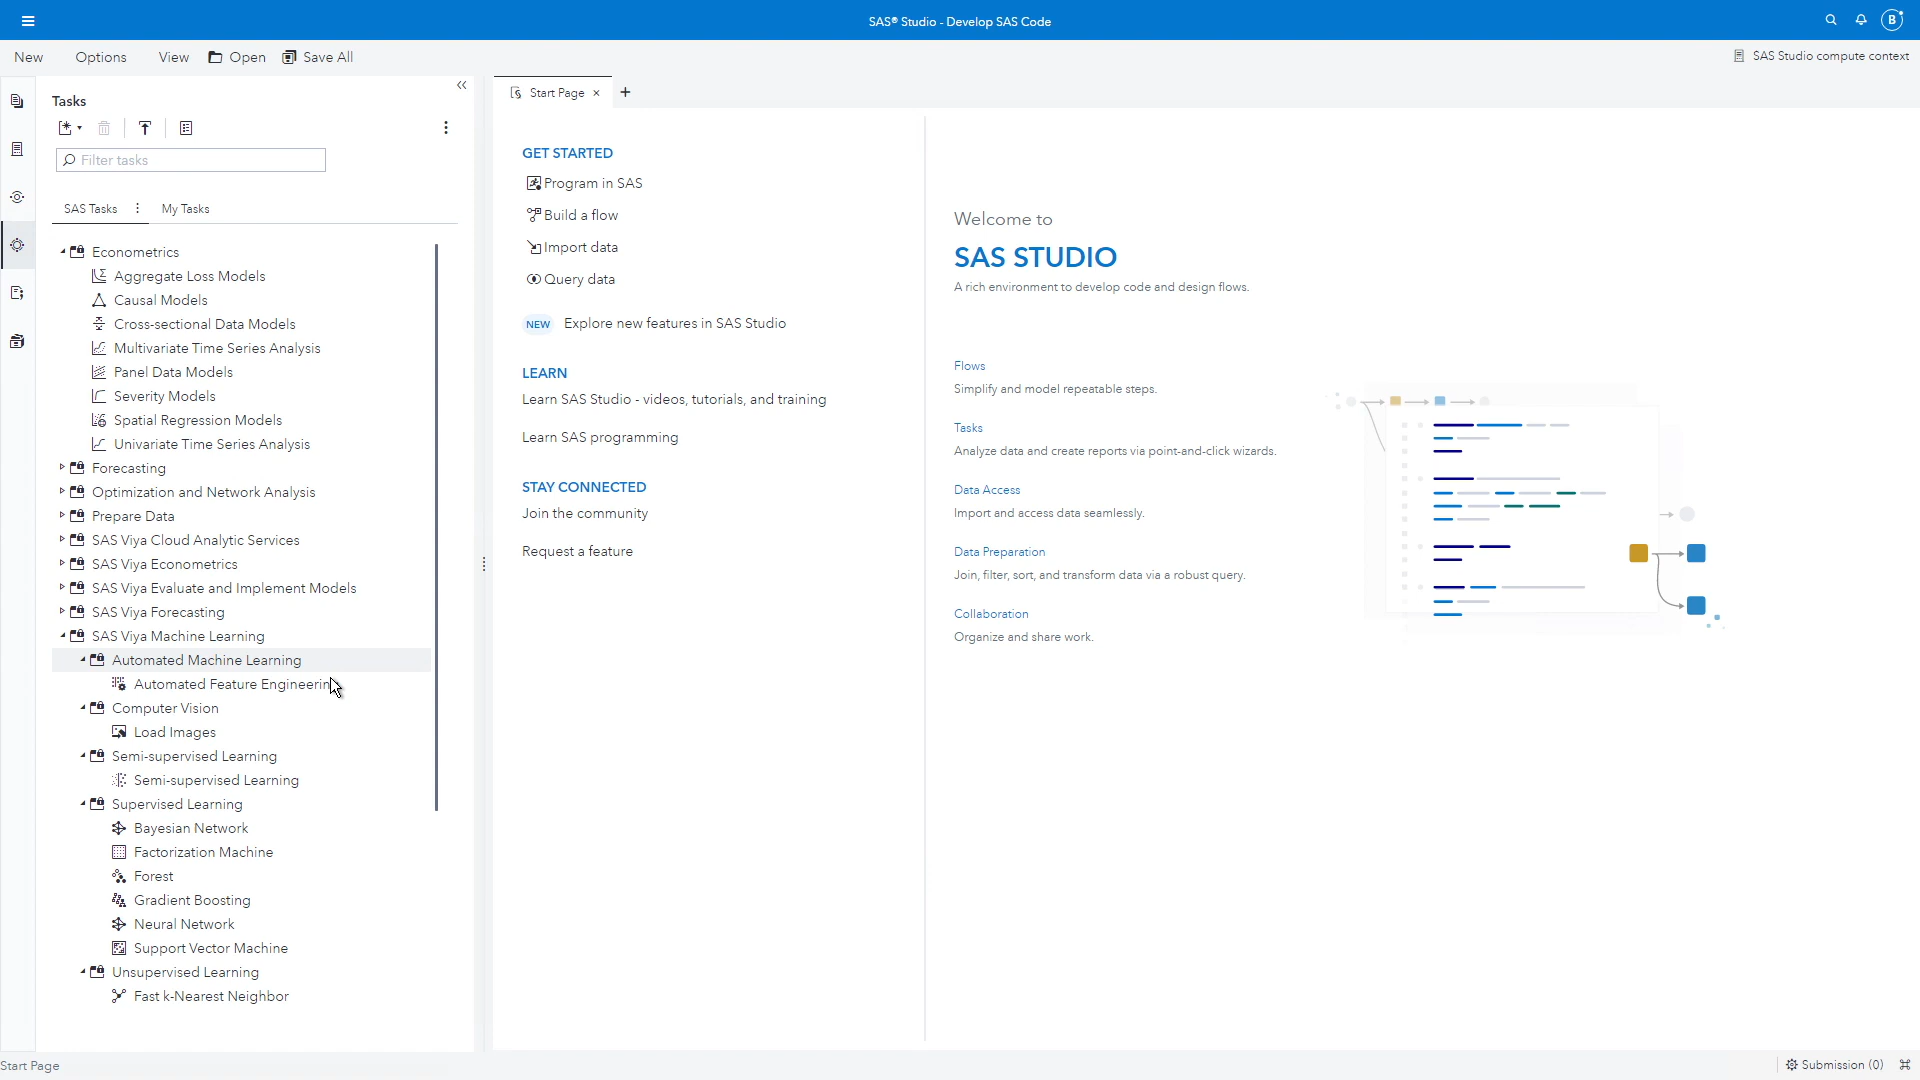 SAS® Studio - Develop SAS Code
B
New
Options
View
Open
Save All
SAS Studio compute context
Tasks
Filter tasks
SAS Tasks
My Tasks
Econometrics
Aggregate Loss Models
Causal Models
Cross-sectional Data Models
Multivariate Time Series Analysis
Panel Data Models
Severity Models
Spatial Regression Models
Univariate Time Series Analysis
Forecasting
Optimization and Network Analysis
Prepare Data
SAS Viya Cloud Analytic Services
SAS Viya Econometrics
SAS Viya Evaluate and Implement Models
SAS Viya Forecasting
SAS Viya Machine Learning
Automated Machine Learning
Automated Feature Engineering
Computer Vision
Load Images
Semi-supervised Learning
Semi-supervised Learning
Supervised Learning
Bayesian Network
Factorization Machine
Forest
Gradient Boosting
Neural Network
Support Vector Machine
Unsupervised Learning
Fast k-Nearest Neighbor
Start Page
GET STARTED
Program in SAS
Build a flow
Import data
Query data
NEW Explore new features in SAS Studio
LEARN
Learn SAS Studio - videos, tutorials, and training
Learn SAS programming
STAY CONNECTED
Join the community
Request a feature
Welcome to
SAS STUDIO
A rich environment to develop code and design flows.
Flows
Simplify and model repeatable steps.
Tasks
Analyze data and create reports via point-and-click wizards.
Data Access
Import and access data seamlessly.
Data Preparation
Join, filter, sort, and transform data via a robust query.
Collaboration
Organize and share work.
Start Page
Submission (0)